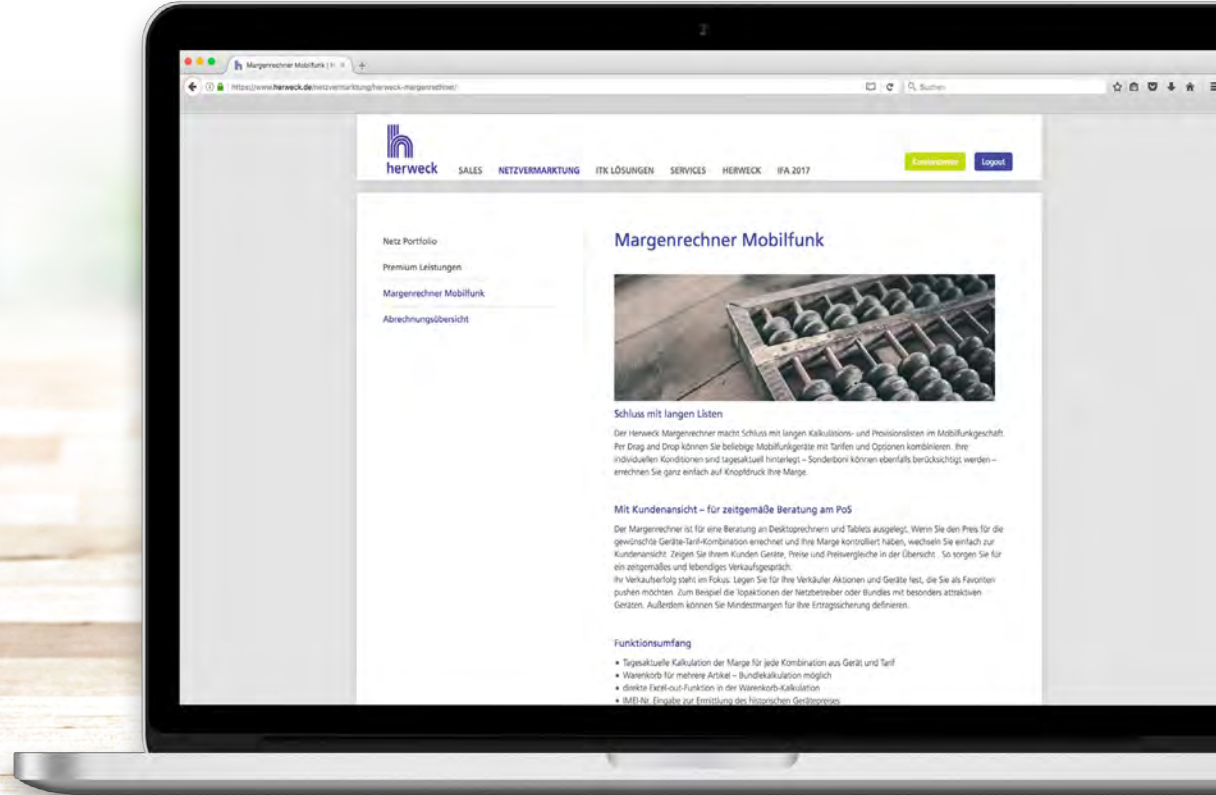 Margenrechner Mobilfunk | H
https://www.herweck.de/netzvermarktung/herweck-margenrechner/
Suchen
herweck
SALES NETZVERMARKTUNG ITK LÖSUNGEN SERVICES HERWECK IFA 2017
Logout
Netz Portfolio
Premium Leistungen
Margenrechner Mobilfunk
Abrechnungsübersicht
Margenrechner Mobilfunk
Schluss mit langen Listen
Der Herweck Margenrechner macht Schluss mit langen Kalkulations- und Provisionslisten im Mobilfunkgeschäft.
Per Drag and Drop können Sie beliebige Mobilfunkgeräte mit Tarifen und Optionen kombinieren. Ihre
individuellen Konditionen sind tagesaktuell hinterlegt – Sonderboni können ebenfalls berücksichtigt werden –
errechnen Sie ganz einfach auf Knopfdruck Ihre Marge.
Mit Kundenansicht – für zeitgemäße Beratung am PoS
Der Margenrechner ist für eine Beratung an Desktoprechnern und Tablets ausgelegt. Wenn Sie den Preis für die
gewünschte Geräte-Tarif-Kombination errechnet und Ihre Marge kontrolliert haben, wechseln Sie einfach zur
Kundenansicht. Zeigen Sie Ihrem Kunden Geräte, Preise und Preisvergleiche in der Übersicht . So sorgen Sie für
ein zeitgemäßes und lebendiges Verkaufsgespräch.
Ihr Verkaufserfolg steht im Fokus. Legen Sie für Ihre Verkäufer Aktionen und Geräte fest, die Sie als Favoriten
pushen möchten. Zum Beispiel die Topaktionen der Netzbetreiber oder Bundles mit besonders attraktiven
Geräten. Außerdem können Sie Mindestmargen für Ihre Ertragssicherung definieren.
Funktionsumfang
• Tagesaktuelle Kalkulation der Marge für jede Kombination aus Gerät und Tarif
• Warenkorb für mehrere Artikel – Bundlekalkulation möglich
• direkte Excel-out-Funktion in der Warenkorb-Kalkulation
• IMEI-Nr. Eingabe zur Ermittlung des historischen Gerätepreises